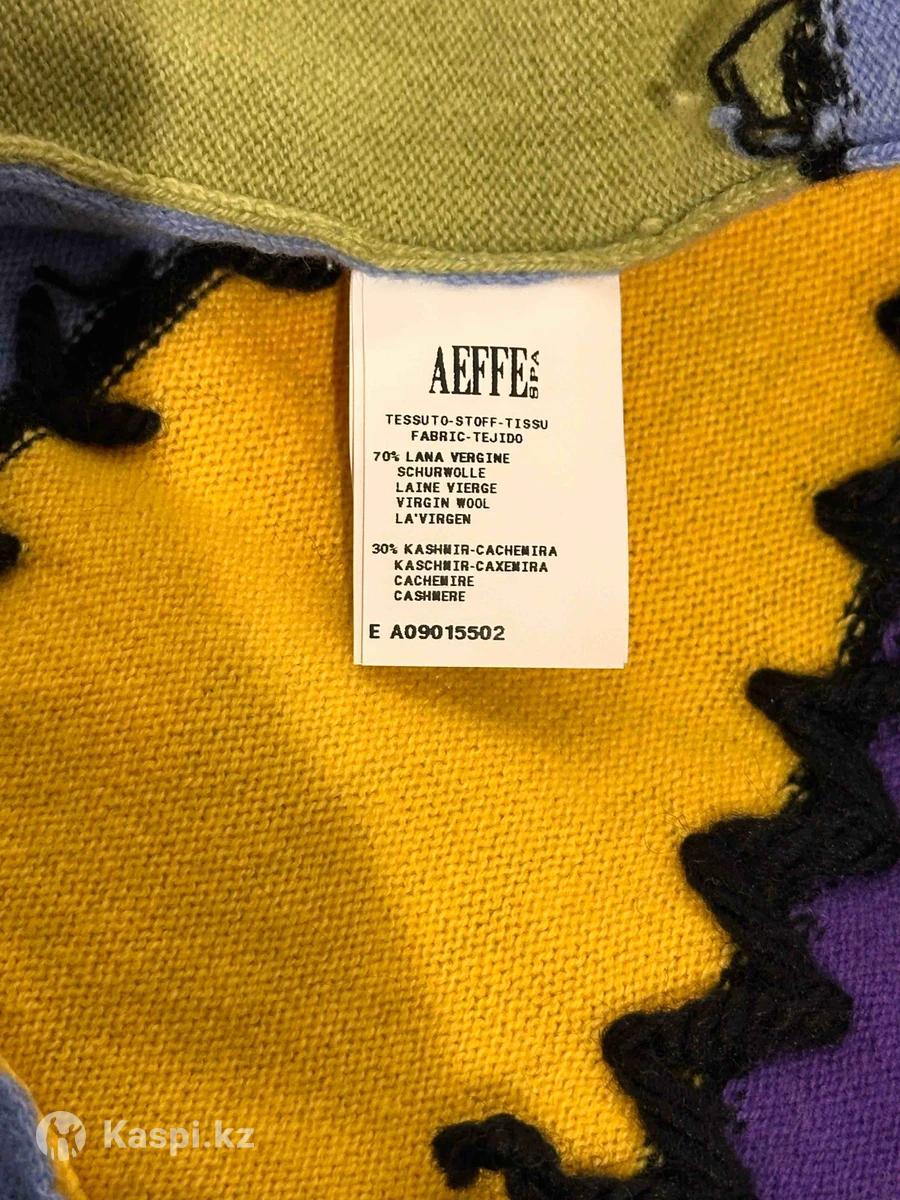 AEFFE SPA
TESSUTO-STOFF-TISSU
FABRIC-TEJIDO
70% LANA VERGINE
SCHURWOLLE
LAINE VIERGE
VIRGIN WOOL
LA'VIRGEN
30% KASHMIR-CACHEMIRA
KASCHMIR-CAXEMIRA
CACHEMIRE
CASHMERE
E A09015502
Kaspi.kz